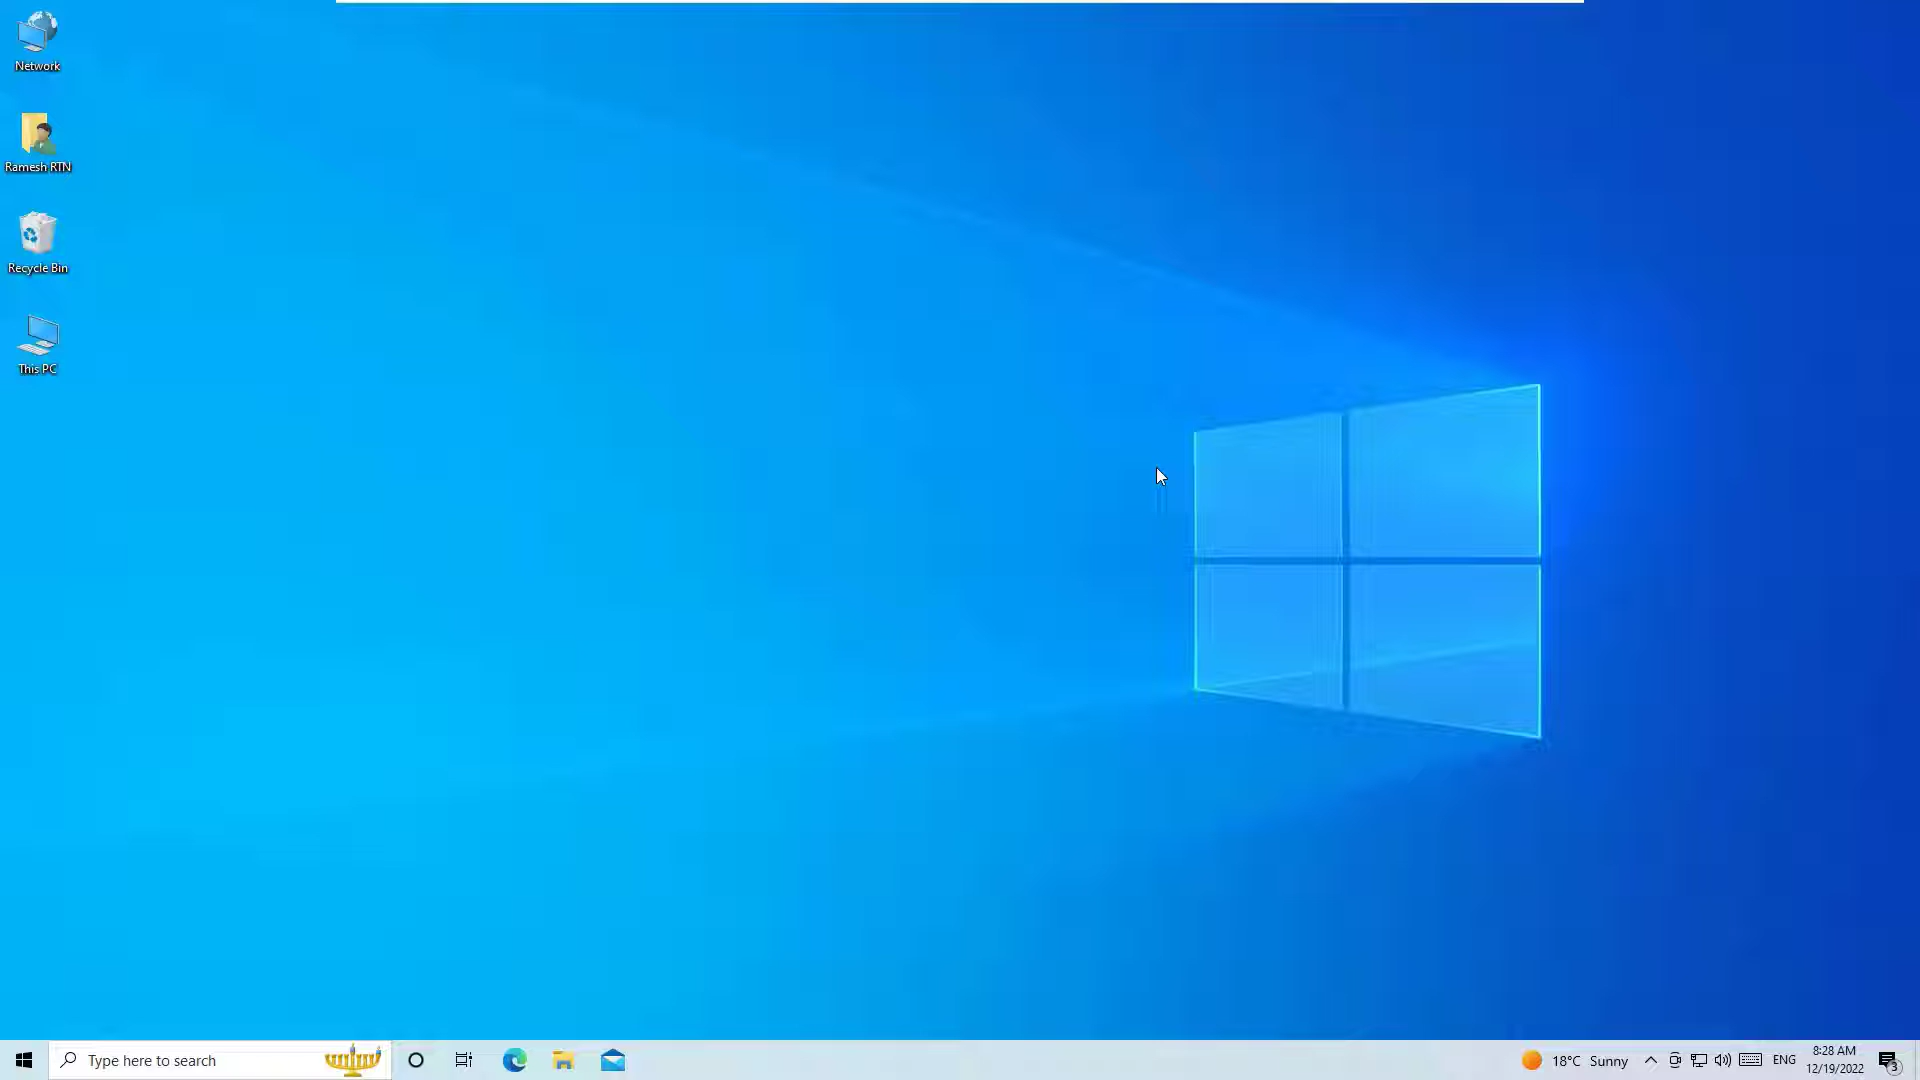 Network
Ramesh RTN
Recycle Bin
This PC
Type here to search
18°C Sunny
ENG
8:28 AM
12/19/2022
3